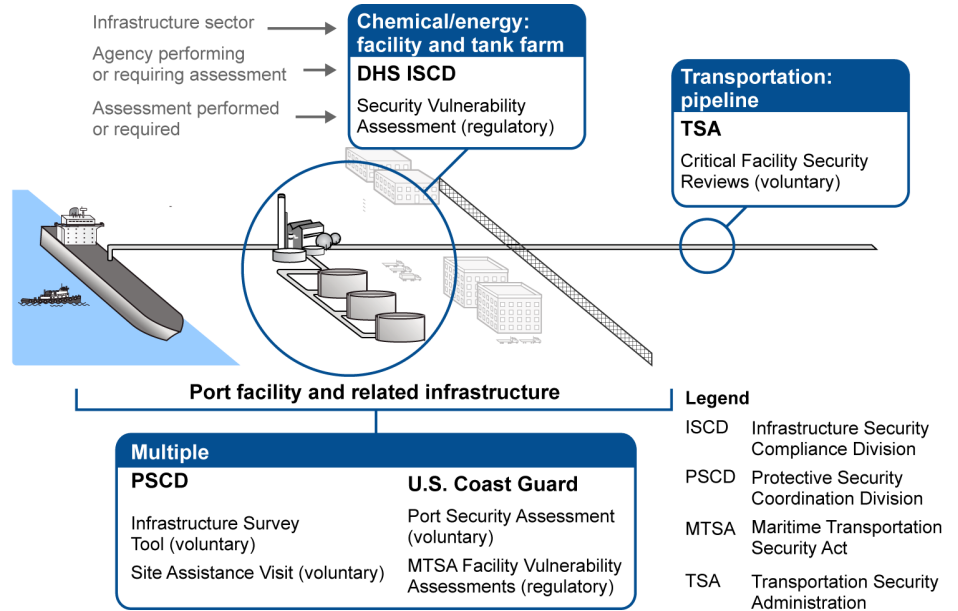 Infrastructure sector
Agency performing
or requiring assessment
Assessment performed
or required
Chemical/energy:
facility and tank farm
DHS ISCD
Security Vulnerability
Assessment (regulatory)
Transportation:
pipeline
TSA
Critical Facility Security
Reviews (voluntary)
Port facility and related infrastructure
Multiple
PSCD
Infrastructure Survey
Tool (voluntary)
Site Assistance Visit (voluntary)
U.S. Coast Guard
Port Security Assessment
(voluntary)
MTSA Facility Vulnerability
Assessments (regulatory)
Legend
ISCD Infrastructure Security
Compliance Division
PSCD Protective Security
Coordination Division
MTSA Maritime Transportation
Security Act
TSA Transportation Security
Administration